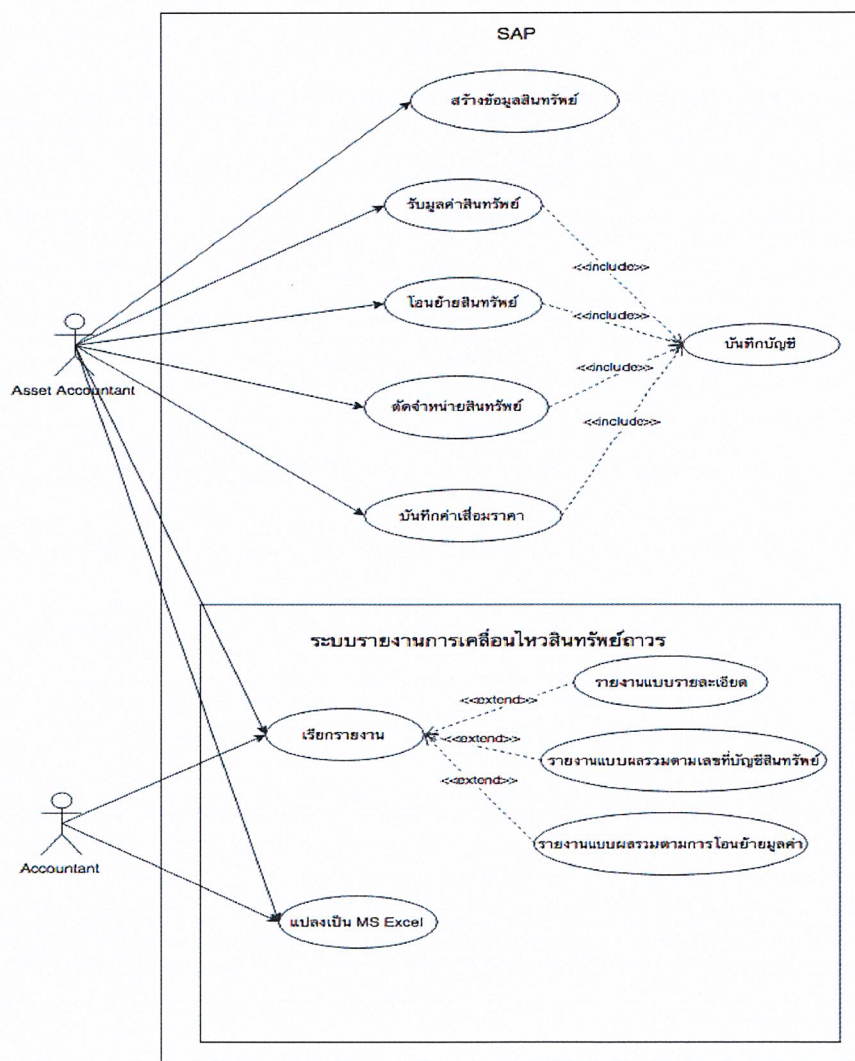 SAP
สร้างข้อมูลสินทรัพย์
รับมูลค่าสินทรัพย์
<<include>>
โอนย้ายสินทรัพย์
<<include>>
บันทึกบัญชี
Asset Accountant
<<include>>
ตัดจำหน่ายสินทรัพย์
<<include>>
บันทึกค่าเสื่อมราคา
ระบบรายงานการเคลื่อนไหวสินทรัพย์ถาวร
รายงานแบบรายละเอียด
<<extend>>
เรียกรายงาน
<<extend>>
รายงานแบบผลรวมตามเลขที่บัญชีสินทรัพย์
<<extend>>
รายงานแบบผลรวมตามการโอนย้ายมูลค่า
Accountant
แปลงเป็น MS Excel